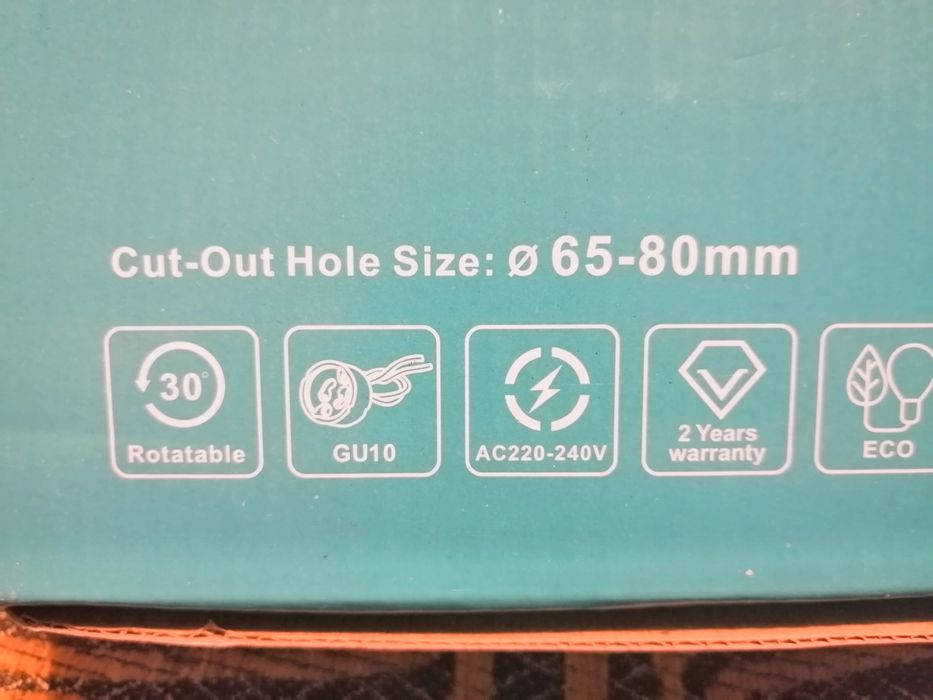 Cut-Out Hole Size: Ø 65-80mm
30°
Rotatable
GU10
AC220-240V
2 Years
warranty
ECO